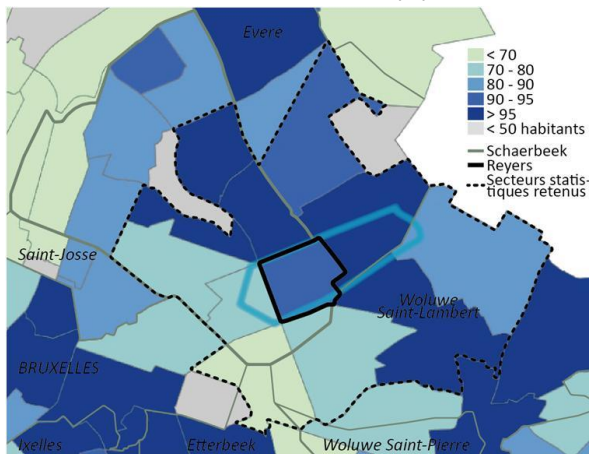 Evere
< 70
70 - 80
80 - 90
90 - 95
> 95
< 50 habitants
Schaerbeek
Reyers
Secteurs statis-
tiques retenus
Saint-Josse
Woluwe
Saint-Lambert
BRUXELLES
Ixelles
Etterbeek
Woluwe Saint-Pierre